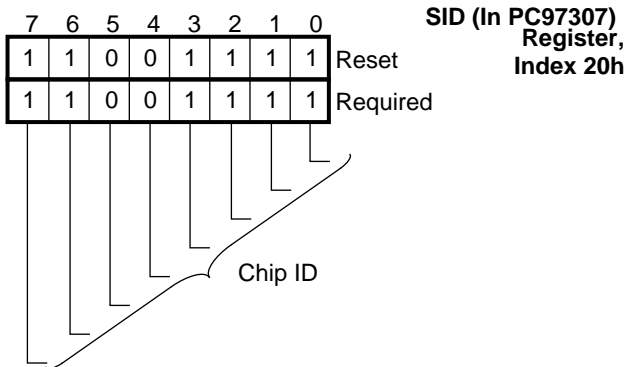 SID (In PC97307)
Register,
Index 20h
7 6 5 4 3 2 1 0
1 1 0 0 1 1 1 1 Reset
1 1 0 0 1 1 1 1 Required
Chip ID